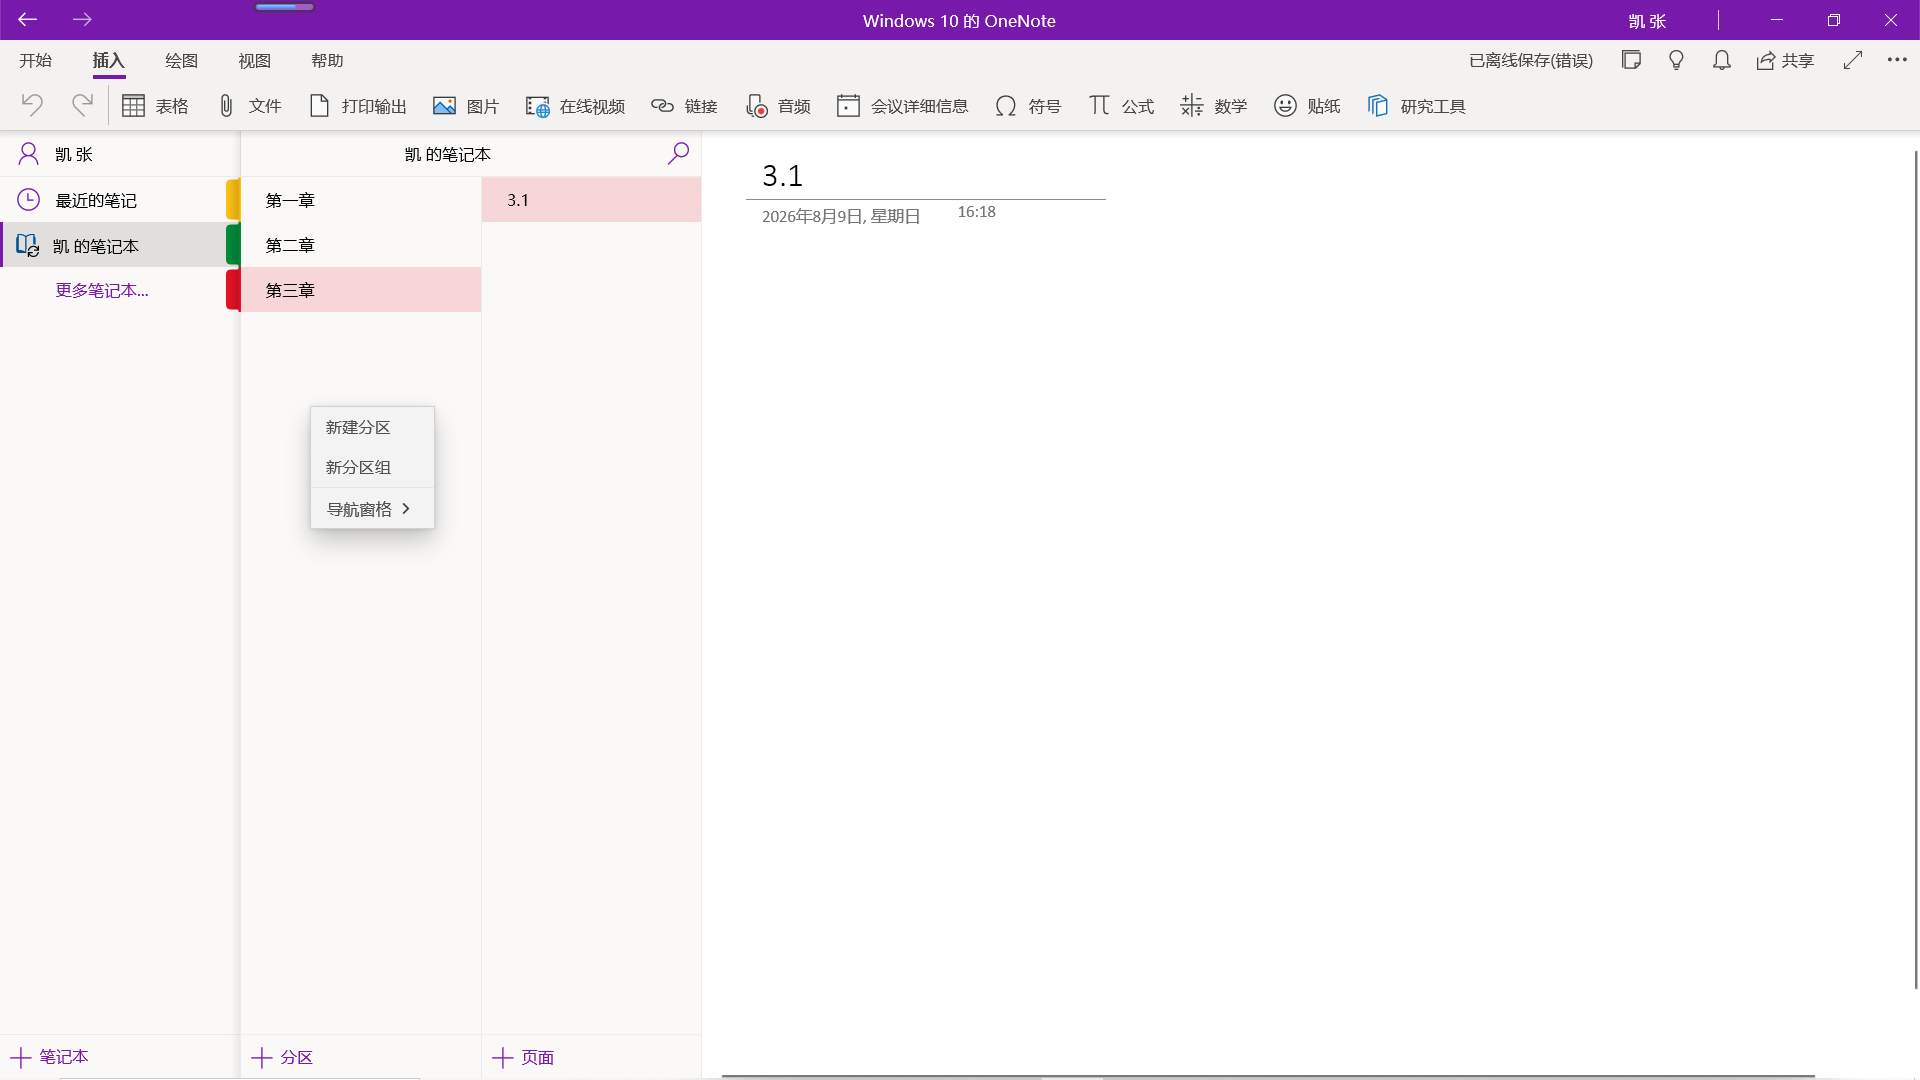 Windows 10 的 OneNote
凯 张
开始
插入
绘图
视图
帮助
已离线保存(错误)
共享
表格
文件
打印输出
图片
在线视频
链接
音频
会议详细信息
符号
公式
数学
贴纸
研究工具
凯 张
最近的笔记
凯 的笔记本
更多笔记本...
凯 的笔记本
第一章
第二章
第三章
3.1
新建分区
新分区组
导航窗格
3.1
2026年8月9日, 星期日
16:18
笔记本
分区
页面